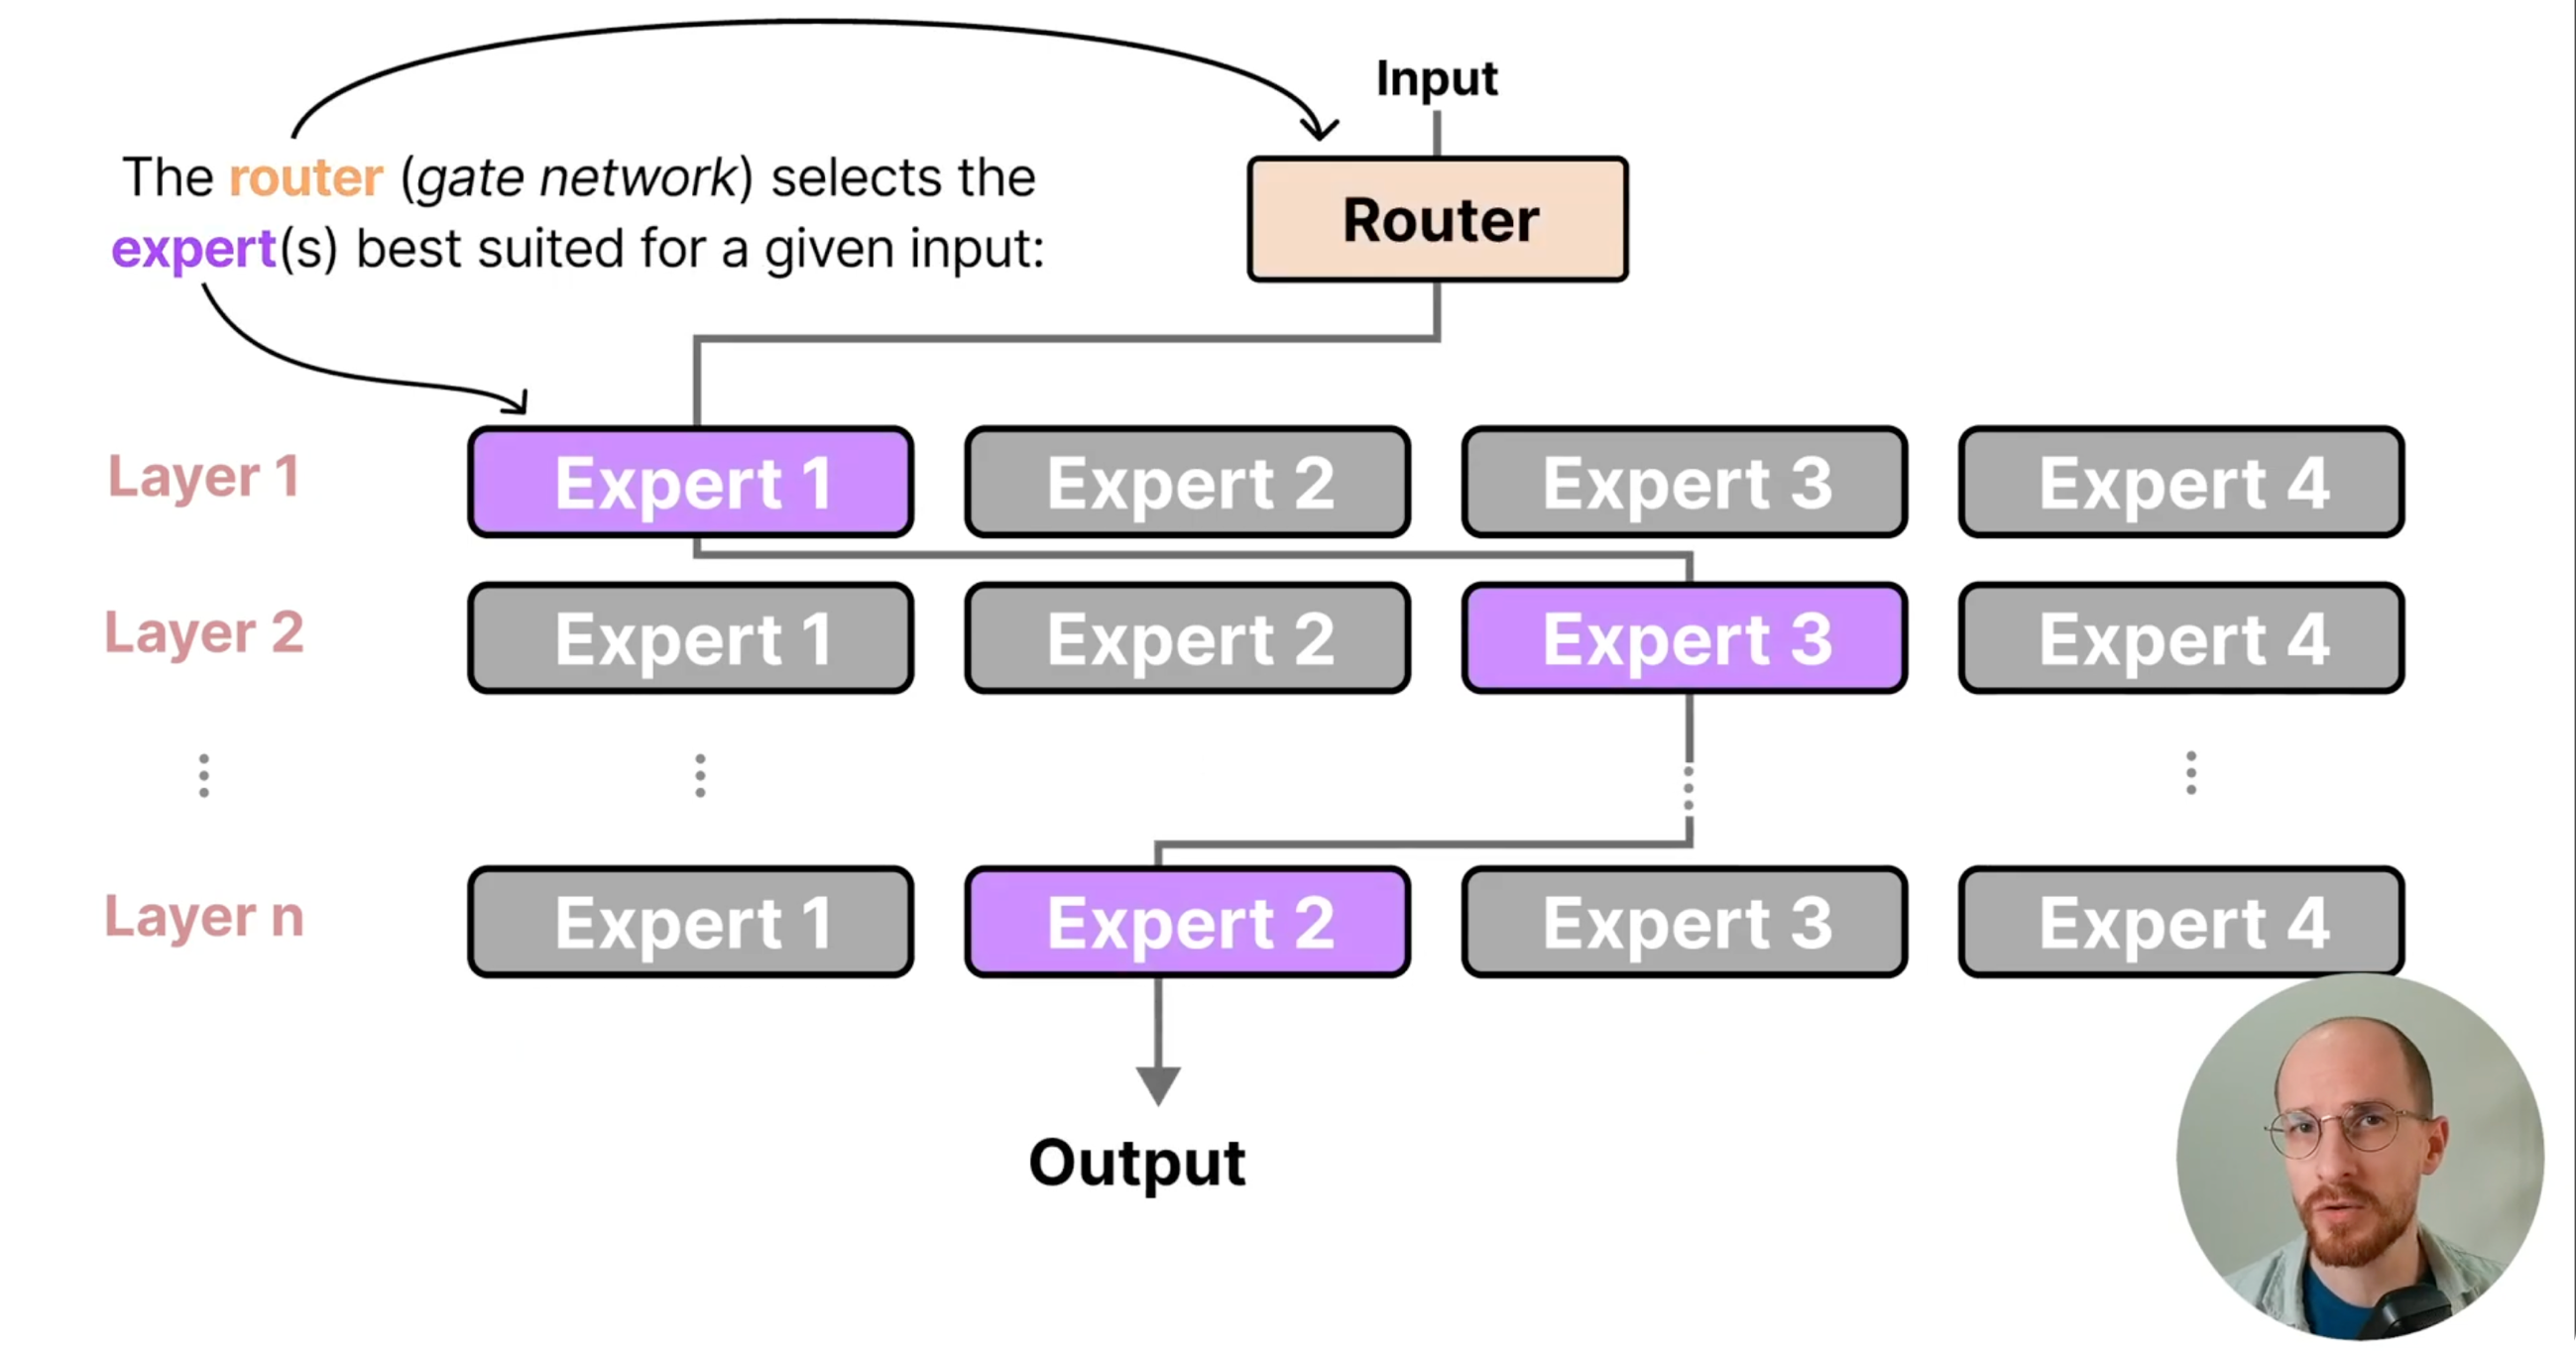 Input
The router (gate network) selects the
expert(s) best suited for a given input:
Router
Layer 1
Expert 1
Expert 2
Expert 3
Expert 4
Layer 2
Expert 1
Expert 2
Expert 3
Expert 4
Layer n
Expert 1
Expert 2
Expert 3
Expert 4
Output